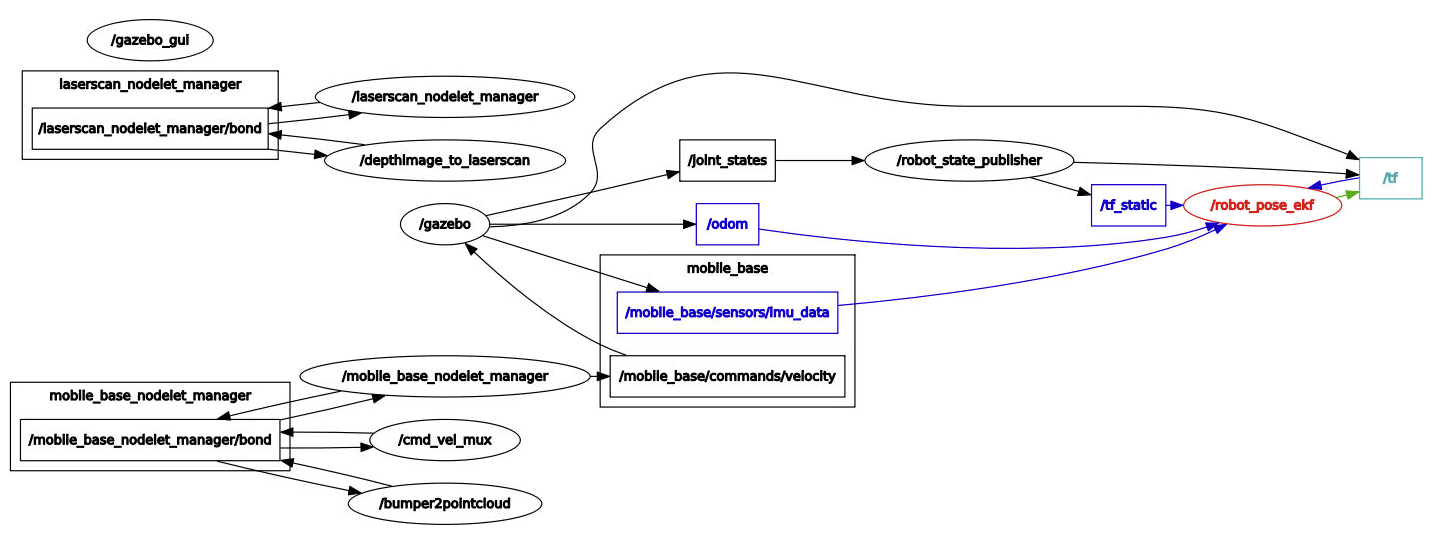 /gazebo_gui
laserscan_nodelet_manager
/laserscan_nodelet_manager/bond
/laserscan_nodelet_manager
/depthimage_to_laserscan
/gazebo
/joint_states
/robot_state_publisher
/tf
/tf_static
/robot_pose_ekf
/odom
mobile_base
/mobile_base/sensors/imu_data
/mobile_base/commands/velocity
/mobile_base_nodelet_manager
mobile_base_nodelet_manager
/mobile_base_nodelet_manager/bond
/cmd_vel_mux
/bumper2pointcloud